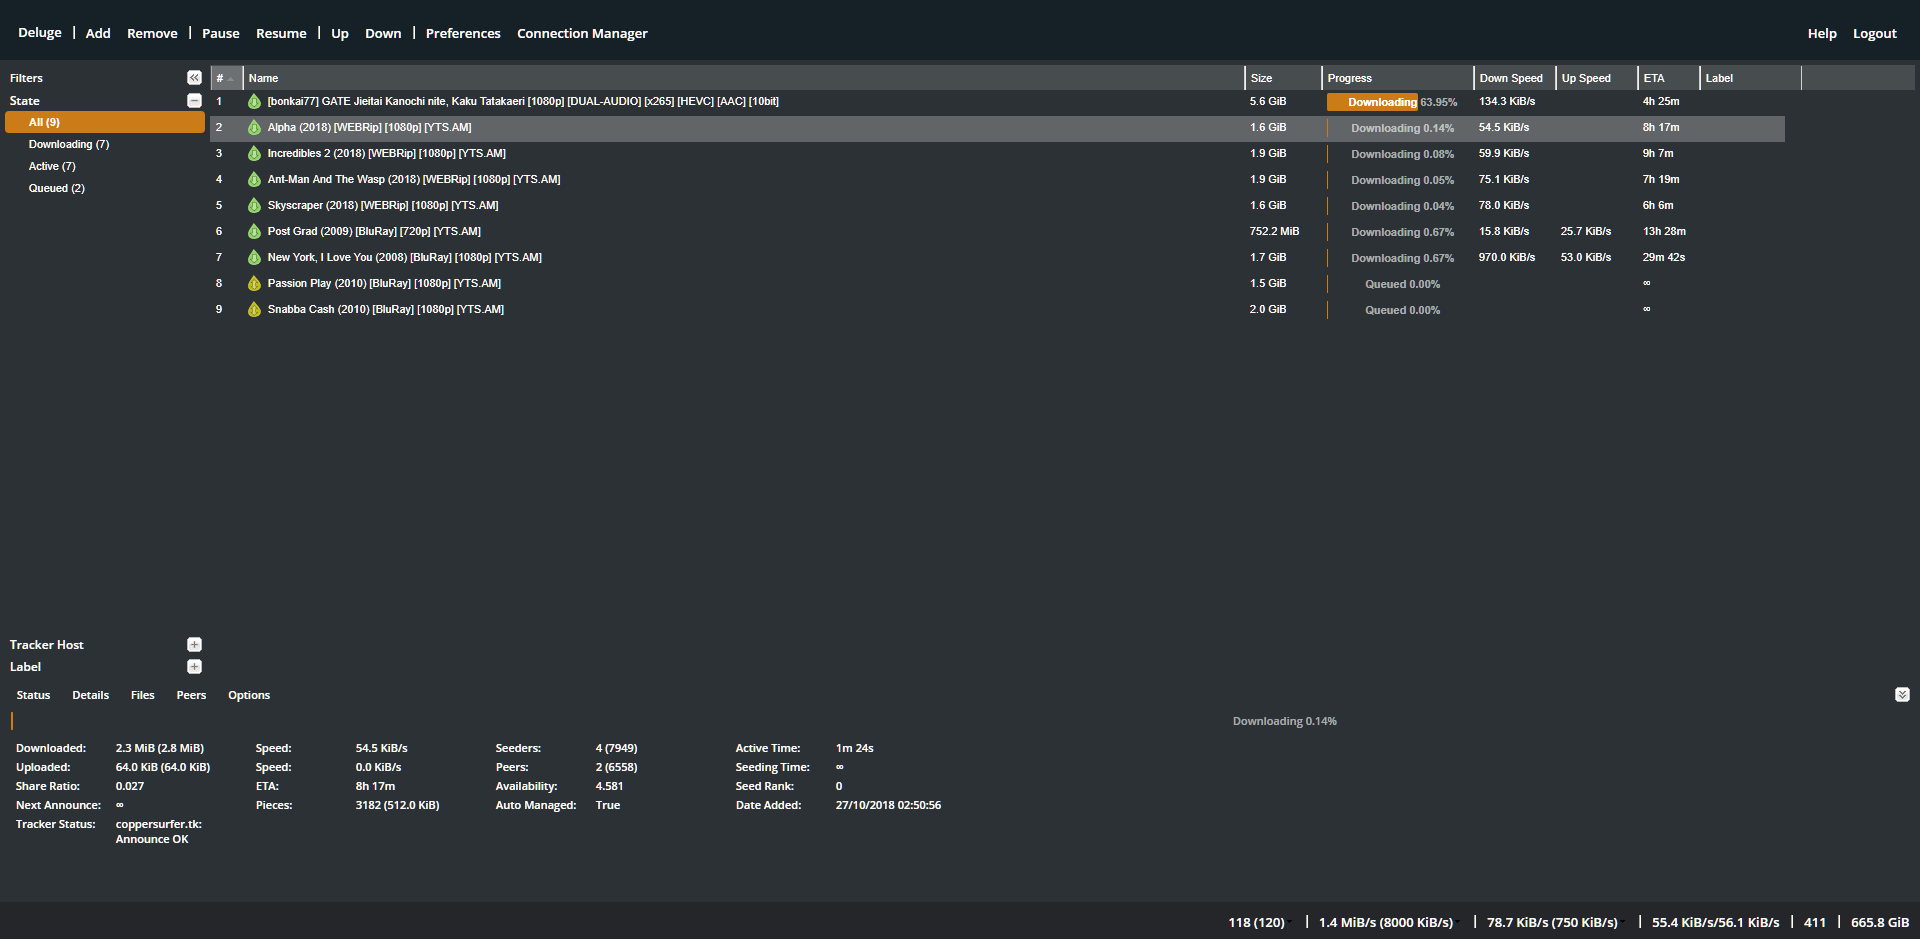 Deluge | Add Remove | Pause Resume | Up Down | Preferences Connection Manager Help Logout
Filters
State
All (9)
Downloading (7)
Active (7)
Queued (2)
# Name Size Progress Down Speed Up Speed ETA Label
1 [bonkai77] GATE Jieitai Kanochi nite, Kaku Tatakaeri [1080p] [DUAL-AUDIO] [x265] [HEVC] [AAC] [10bit] 5.6 GiB Downloading 63.95% 134.3 KiB/s 4h 25m
2 Alpha (2018) [WEBRip] [1080p] [YTS.AM] 1.6 GiB Downloading 0.14% 54.5 KiB/s 8h 17m
3 Incredibles 2 (2018) [WEBRip] [1080p] [YTS.AM] 1.9 GiB Downloading 0.08% 59.9 KiB/s 9h 7m
4 Ant-Man And The Wasp (2018) [WEBRip] [1080p] [YTS.AM] 1.9 GiB Downloading 0.05% 75.1 KiB/s 7h 19m
5 Skyscraper (2018) [WEBRip] [1080p] [YTS.AM] 1.6 GiB Downloading 0.04% 78.0 KiB/s 6h 6m
6 Post Grad (2009) [BluRay] [720p] [YTS.AM] 752.2 MiB Downloading 0.67% 15.8 KiB/s 25.7 KiB/s 13h 28m
7 New York, I Love You (2008) [BluRay] [1080p] [YTS.AM] 1.7 GiB Downloading 0.67% 970.0 KiB/s 53.0 KiB/s 29m 42s
8 Passion Play (2010) [BluRay] [1080p] [YTS.AM] 1.5 GiB Queued 0.00% ∞
9 Snabba Cash (2010) [BluRay] [1080p] [YTS.AM] 2.0 GiB Queued 0.00% ∞
Tracker Host
Label
Status Details Files Peers Options
Downloading 0.14%
Downloaded: 2.3 MiB (2.8 MiB) Speed: 54.5 KiB/s Seeders: 4 (7949) Active Time: 1m 24s
Uploaded: 64.0 KiB (64.0 KiB) Speed: 0.0 KiB/s Peers: 2 (6558) Seeding Time: ∞
Share Ratio: 0.027 ETA: 8h 17m Availability: 4.581 Seed Rank: 0
Next Announce: ∞ Pieces: 3182 (512.0 KiB) Auto Managed: True Date Added: 27/10/2018 02:50:56
Tracker Status: coppersurfer.tk:
Announce OK
118 (120) | 1.4 MiB/s (8000 KiB/s) | 78.7 KiB/s (750 KiB/s) | 55.4 KiB/s/56.1 KiB/s | 411 | 665.8 GiB